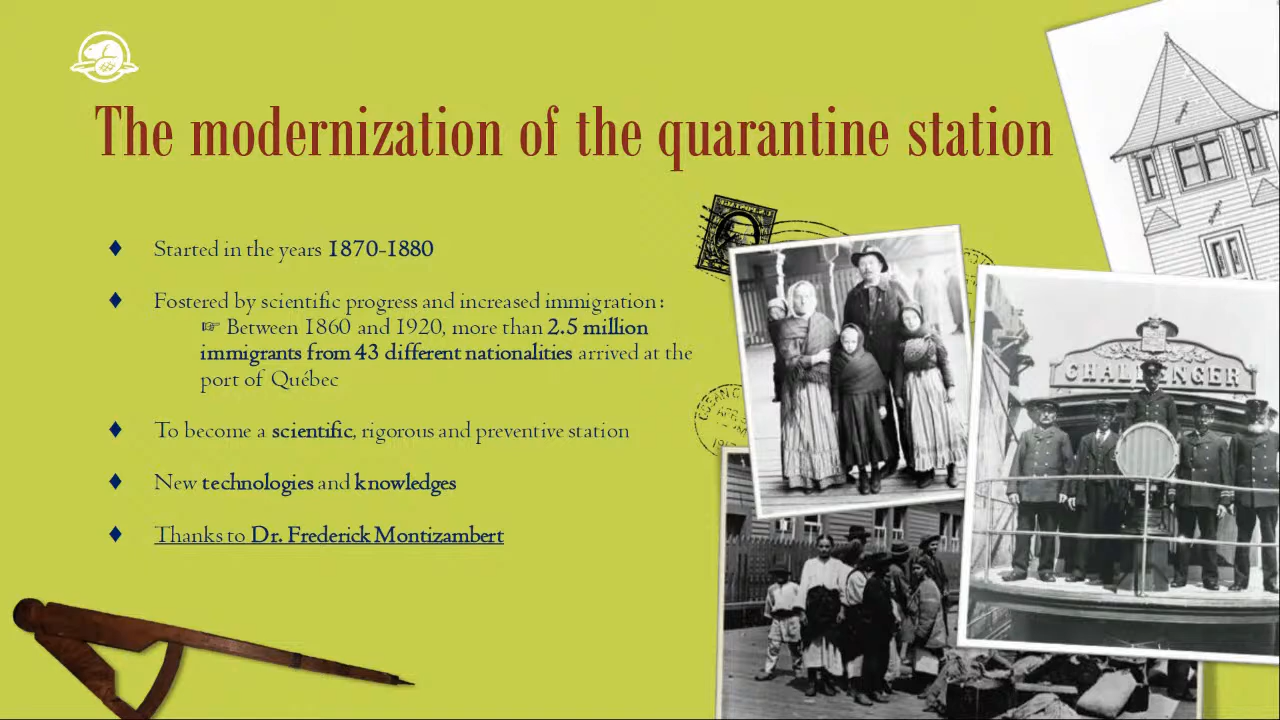 The modernization of the quarantine station
♦ Started in the years 1870-1880
♦ Fostered by scientific progress and increased immigration :
☞ Between 1860 and 1920, more than 2.5 million
immigrants from 43 different nationalities arrived at the
port of Québec
♦ To become a scientific, rigorous and preventive station
♦ New technologies and knowledges
♦ Thanks to Dr. Frederick Montizambert
CHALLENGER